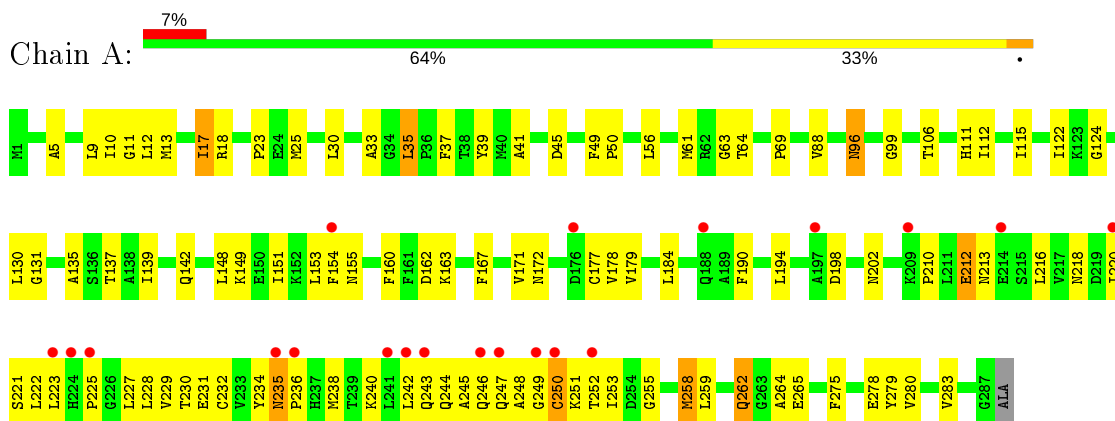 7%
Chain A:
64% 33% •
M1 A5 L9 I10 G11 L12 M13 I17 R18 P23 E24 M25 L30 A33 G34 L35 P36 F37 T38 Y39 M40 A41 D45 F49 P50 L56 M61 R62 G63 T64 P69 V88 N96 G99 T106 H111 I112 I115 I122 K123 G124
L130 G131 A135 S136 T137 A138 I139 Q142 L148 K149 E150 I151 K152 L153 F154 N155 F160 F161 D162 K163 F167 V171 N172 D176 C177 V178 V179 L184 Q188 A189 F190 L194 A197 D198 N202 K209 P210 L211 E212 N213 E214 S215 L216 V217 N218 D219
S221 L222 L223 H224 P225 G226 L227 L228 V229 T230 E231 C232 V233 Y234 N235 P236 H237 M238 T239 K240 L241 L242 Q243 Q244 A245 Q246 Q247 A248 G249 C250 K251 T252 I253 D254 G255 M258 L259 Q262 G263 A264 E265 F275 E278 Y279 V280 V283 G287 ALA